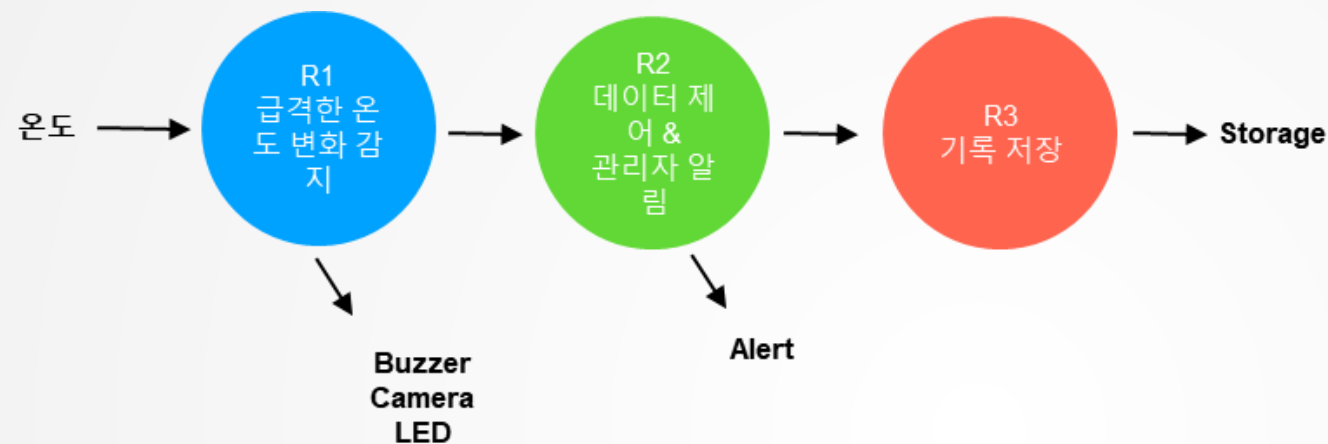 온도
R1
급격한 온
도 변화 감
지
R2
데이터 제
어 &
관리자 알
림
R3
기록 저장
Storage
Buzzer
Camera
LED
Alert